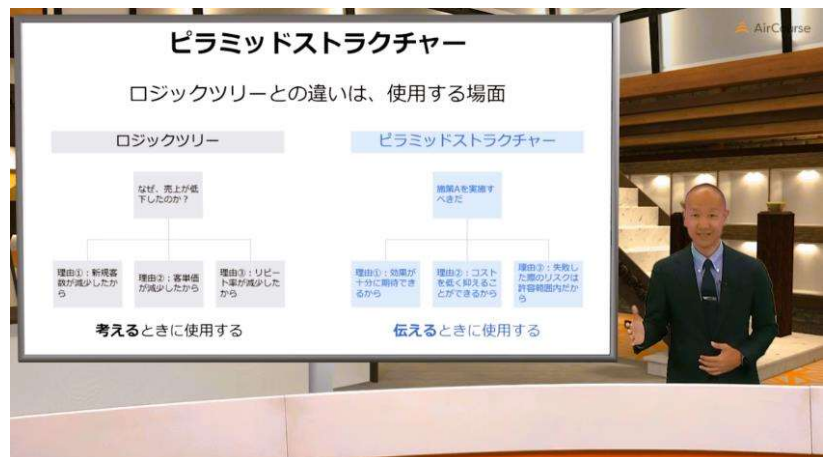 ピラミッドストラクチャー
AirCourse
ロジックツリーとの違いは、使用する場面
ロジックツリー
なぜ、売上が低
下したのか？
理由①：新規客
数が減少したか
ら
理由②：客単価
が減少したから
理由③：リピー
ト率が減少した
から
考えるときに使用する
ピラミッドストラクチャー
施策Aを実施す
べきだ
理由①：効果が
十分に期待でき
るから
理由②：コスト
を低く抑えるこ
とができるから
理由③：失敗し
た際のリスクは
許容範囲内だか
ら
伝えるときに使用する